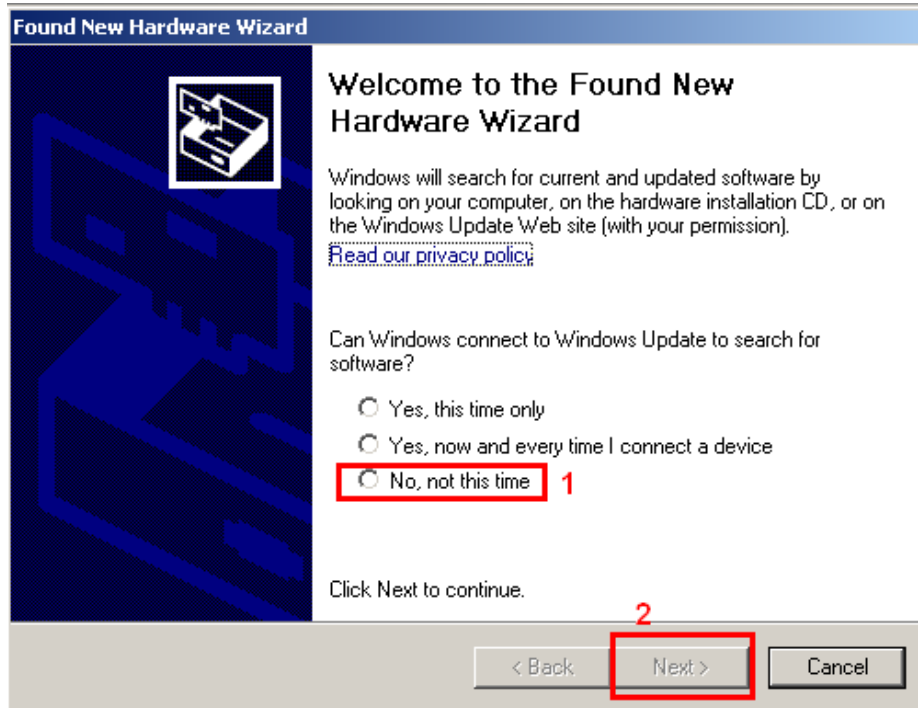 Found New Hardware Wizard
Welcome to the Found New
Hardware Wizard
Windows will search for current and updated software by
looking on your computer, on the hardware installation CD, or on
the Windows Update Web site (with your permission).
Read our privacy policy
Can Windows connect to Windows Update to search for
software?
Yes, this time only
Yes, now and every time I connect a device
No, not this time 1
Click Next to continue.
2
< Back Next > Cancel